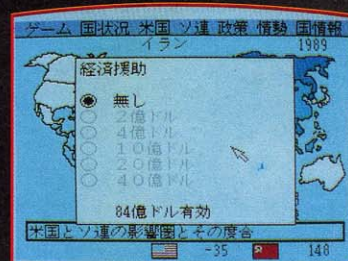 ゲーム 国状況 米国 ソ連 政策 情勢 国情報
イラン 1989
経済援助
無し
2億ドル
4億ドル
10億ドル
20億ドル
40億ドル
84億ドル有効
米国とソ連の影響圏とその度合
-35 148